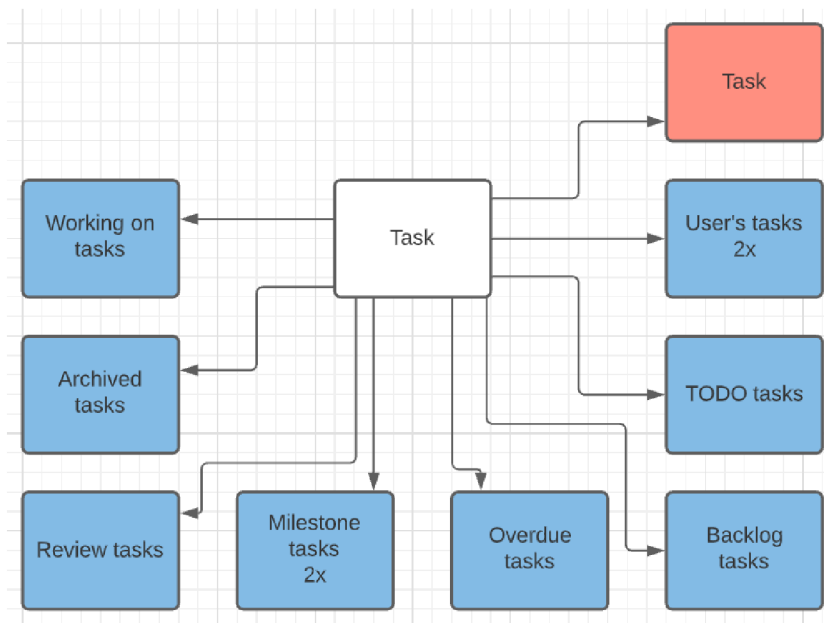 Task
Working on
tasks
Task
User's tasks
2x
Archived
tasks
TODO tasks
Review tasks
Milestone
tasks
2x
Overdue
tasks
Backlog
tasks